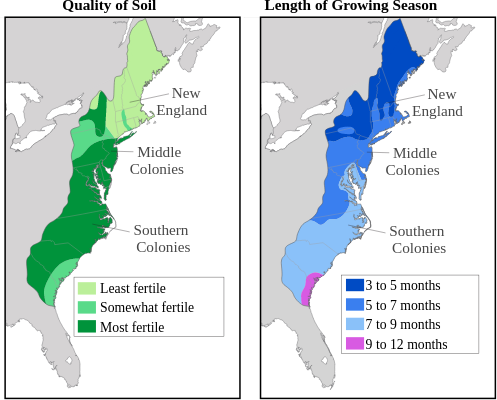 Quality of Soil
New
England
Middle
Colonies
Southern
Colonies
Least fertile
Somewhat fertile
Most fertile
Length of Growing Season
New
England
Middle
Colonies
Southern
Colonies
3 to 5 months
5 to 7 months
7 to 9 months
9 to 12 months